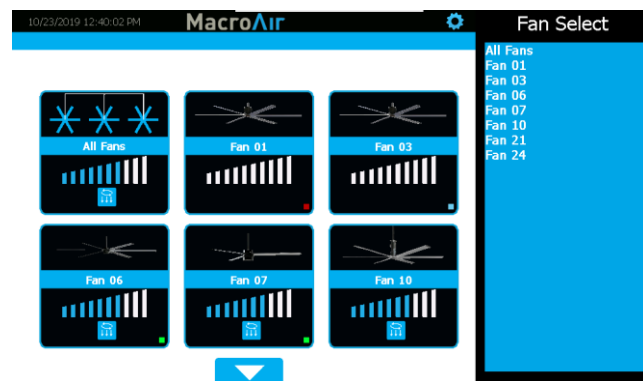 10/23/2019 12:40:02 PM
MacroAir
Fan Select
All Fans
Fan 01
Fan 03
Fan 06
Fan 07
Fan 10
Fan 21
Fan 24
All Fans
Fan 01
Fan 03
Fan 06
Fan 07
Fan 10